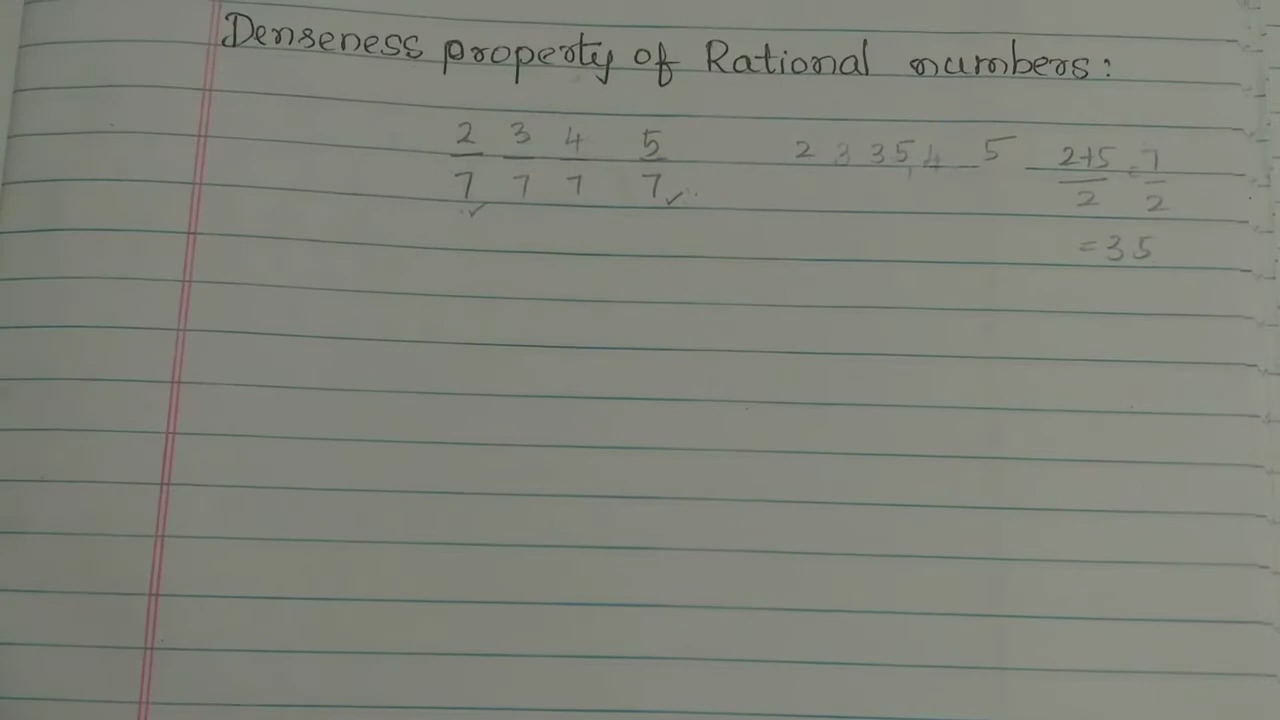 Denseness property of Rational numbers:
2/7 3/7 4/7 5/7 2 3 3 5, 4 5 2+5/2 = 7/2
= 3 5